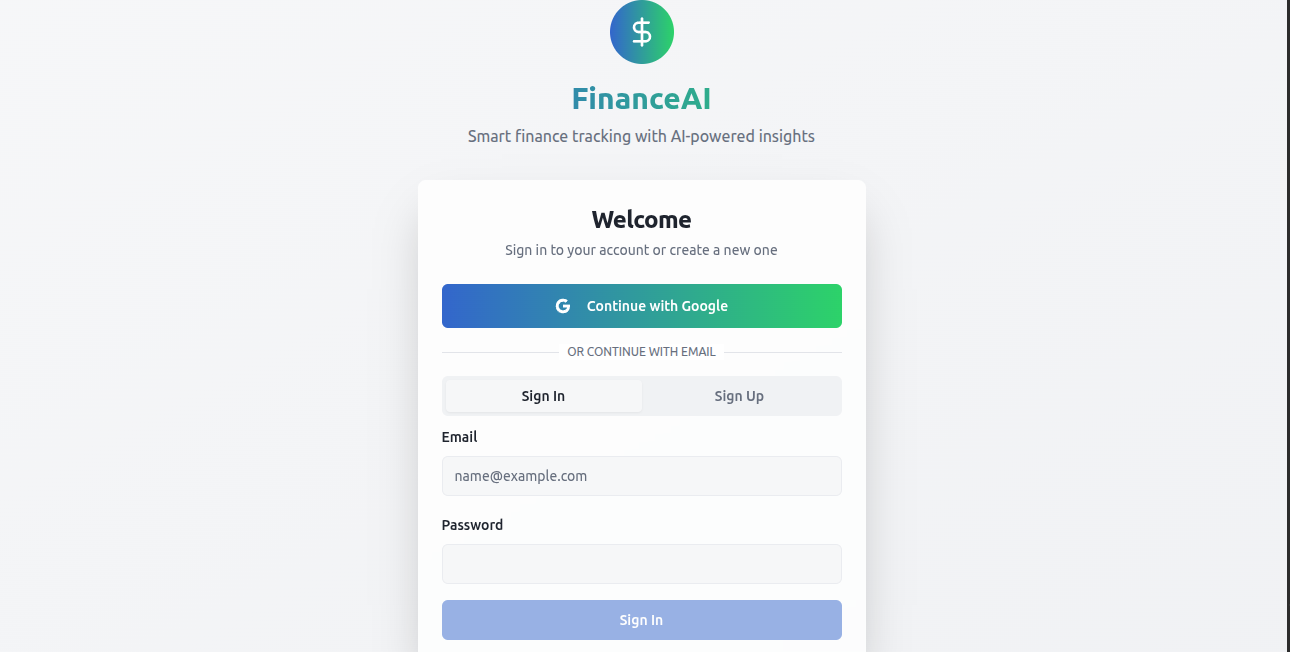 $
FinanceAI
Smart finance tracking with AI-powered insights
Welcome
Sign in to your account or create a new one
G Continue with Google
OR CONTINUE WITH EMAIL
Sign In
Sign Up
Email
name@example.com
Password
Sign In